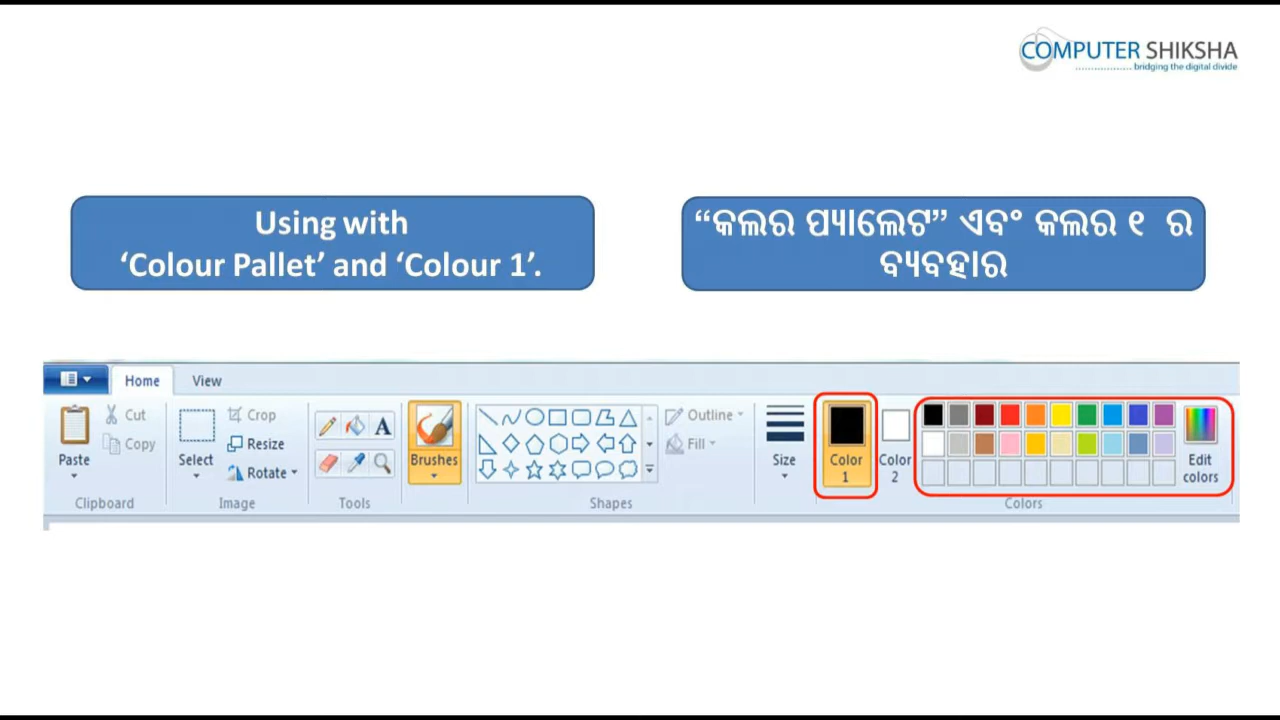 COMPUTER SHIKSHA
bridging the digital divide
Using with
‘Colour Pallet’ and ‘Colour 1’.
“କଲର ପ୍ୟାଲେଟ” ଏବଂ କଲର ୧ ର
ବ୍ୟବହାର
Home View
Cut
Copy
Paste
Clipboard
Select
Crop
Resize
Rotate
Image
A
Tools
Brushes
Shapes
Outline
Fill
Size
Color
1
Color
2
Edit
colors
Colors